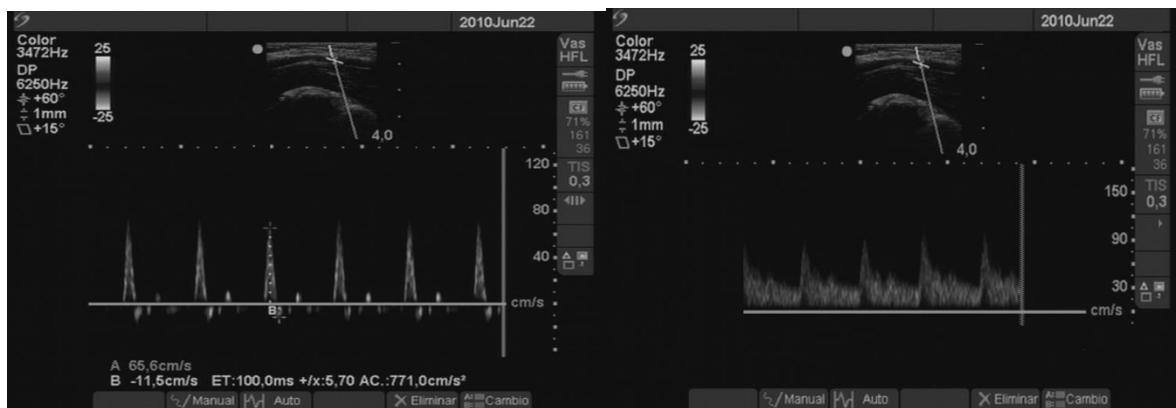 2010Jun22
Color
3472Hz
DP
6250Hz
+60°
1mm
+15°
25
-25
4,0
Vas
HFL
CF
71%
161
36
TIS
0,3
120
80
40
cm/s
B
A 65,6cm/s
B -11,5cm/s ET:100,0ms +/x:5,70 AC.:771,0cm/s²
Manual
Auto
Eliminar
A:
B:
Cambio
2010Jun22
Color
3472Hz
DP
6250Hz
+60°
1mm
+15°
25
-25
4,0
Vas
HFL
CF
71%
161
36
TIS
0,3
150
90
30
cm/s
Manual
Auto
Eliminar
A:
B:
Cambio